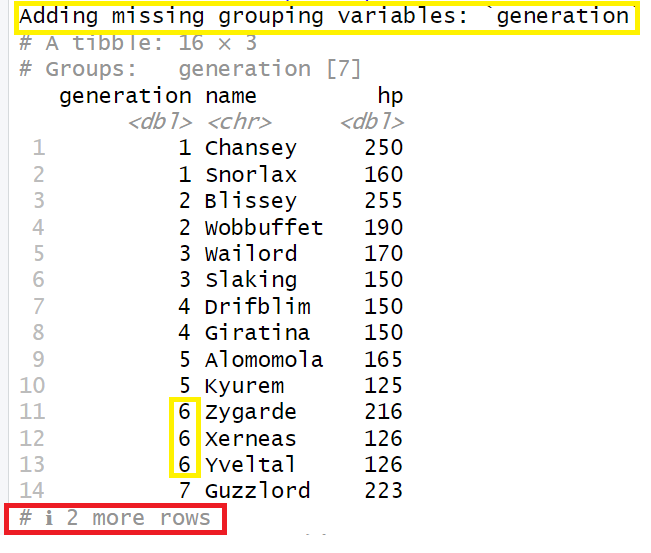 Adding missing grouping variables: `generation`
# A tibble: 16 × 3
# Groups:   generation [7]
   generation name          hp
        <dbl> <chr>      <dbl>
 1          1 Chansey      250
 2          1 Snorlax      160
 3          2 Blissey      255
 4          2 Wobbuffet    190
 5          3 Wailord      170
 6          3 Slaking      150
 7          4 Drifblim     150
 8          4 Giratina     150
 9          5 Alomomola    165
10          5 Kyurem       125
11          6 Zygarde      216
12          6 Xerneas      126
13          6 Yveltal      126
14          7 Guzzlord     223
# ℹ 2 more rows